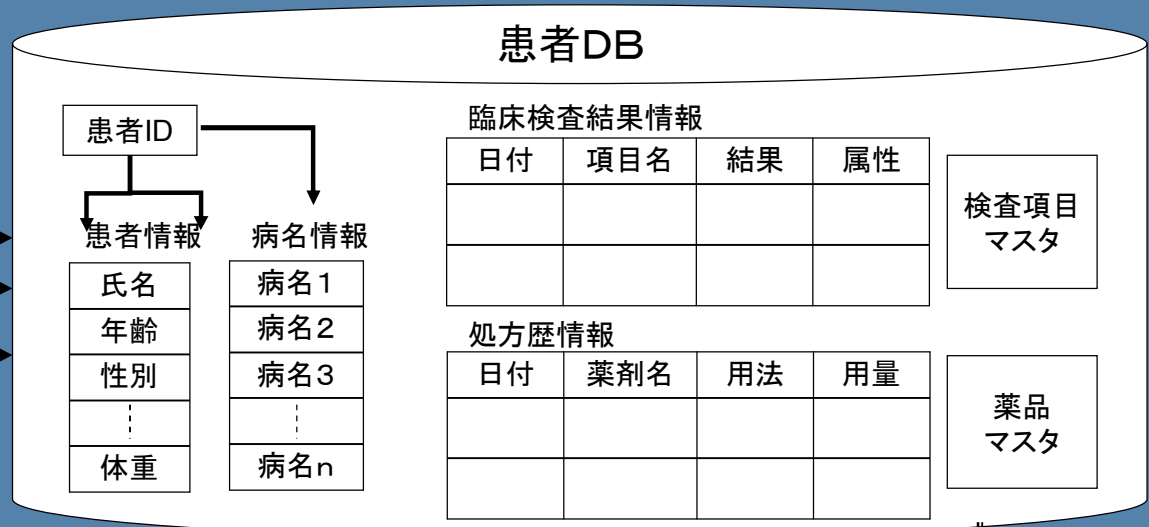 患者DB
患者ID
患者情報
氏名
年齢
性別
体重
病名情報
病名1
病名2
病名3
病名n
臨床検査結果情報
日付 項目名 結果 属性
検査項目
マスタ
処方歴情報
日付 薬剤名 用法 用量
薬品
マスタ